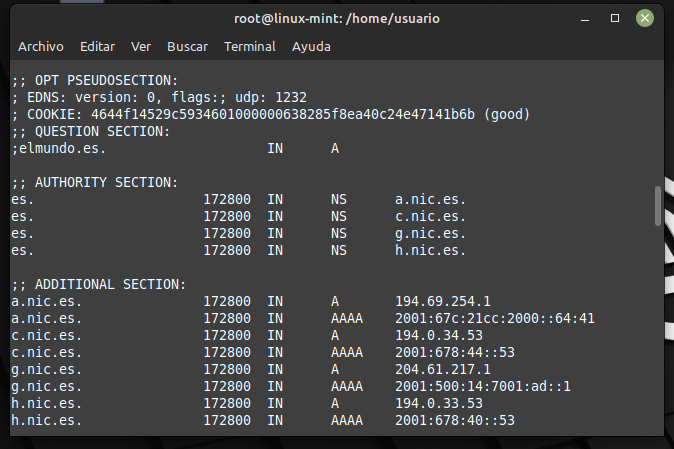 root@linux-mint: /home/usuario
Archivo Editar Ver Buscar Terminal Ayuda
;; OPT PSEUDOSECTION:
; EDNS: version: 0, flags:; udp: 1232
; COOKIE: 4644f14529c5934601000000638285f8ea40c24e47141b6b (good)
;; QUESTION SECTION:
;elmundo.es. IN A
;; AUTHORITY SECTION:
es. 172800 IN NS a.nic.es.
es. 172800 IN NS c.nic.es.
es. 172800 IN NS g.nic.es.
es. 172800 IN NS h.nic.es.
;; ADDITIONAL SECTION:
a.nic.es. 172800 IN A 194.69.254.1
a.nic.es. 172800 IN AAAA 2001:67c:21cc:2000::64:41
c.nic.es. 172800 IN A 194.0.34.53
c.nic.es. 172800 IN AAAA 2001:678:44::53
g.nic.es. 172800 IN A 204.61.217.1
g.nic.es. 172800 IN AAAA 2001:500:14:7001:ad::1
h.nic.es. 172800 IN A 194.0.33.53
h.nic.es. 172800 IN AAAA 2001:678:40::53